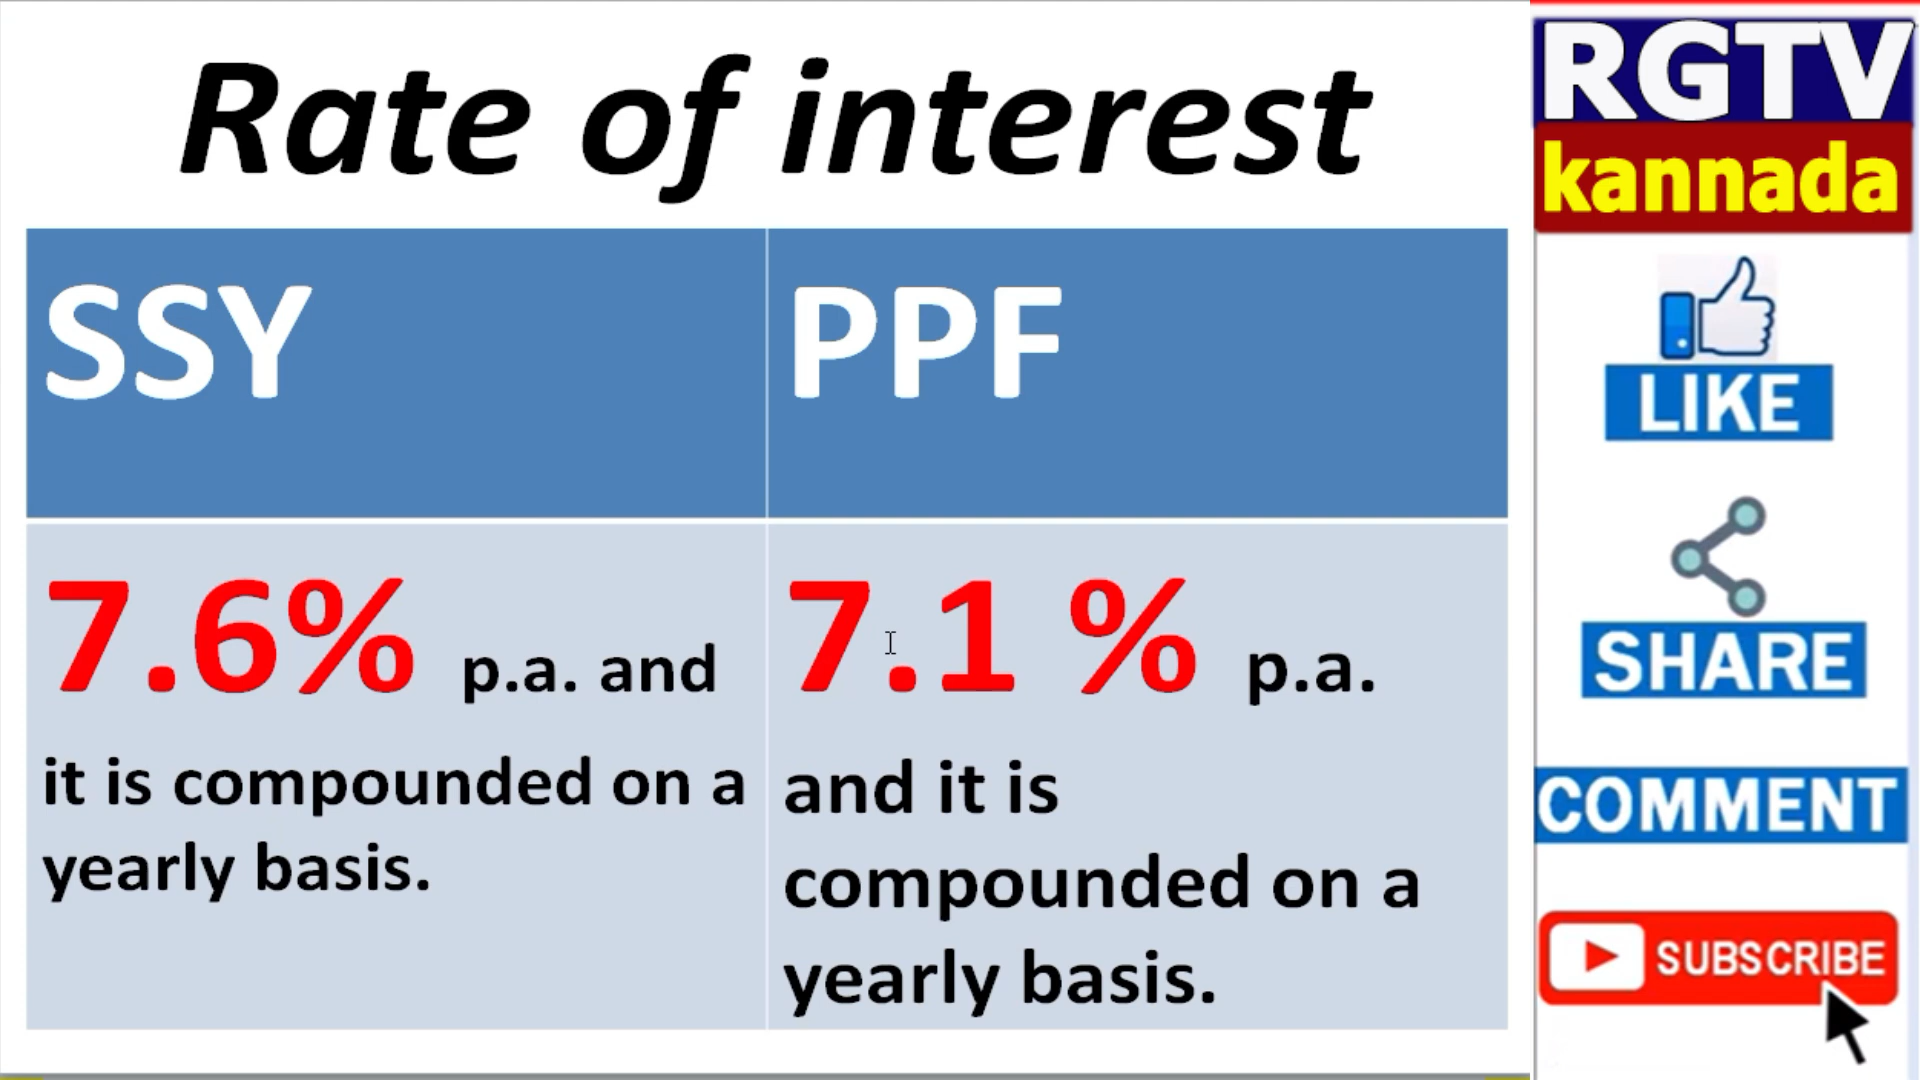 Rate of interest
SSY
PPF
7.6% p.a. and
it is compounded on a
yearly basis.
7.1 % p.a.
and it is
compounded on a
yearly basis.
RGTV
kannada
LIKE
SHARE
COMMENT
SUBSCRIBE